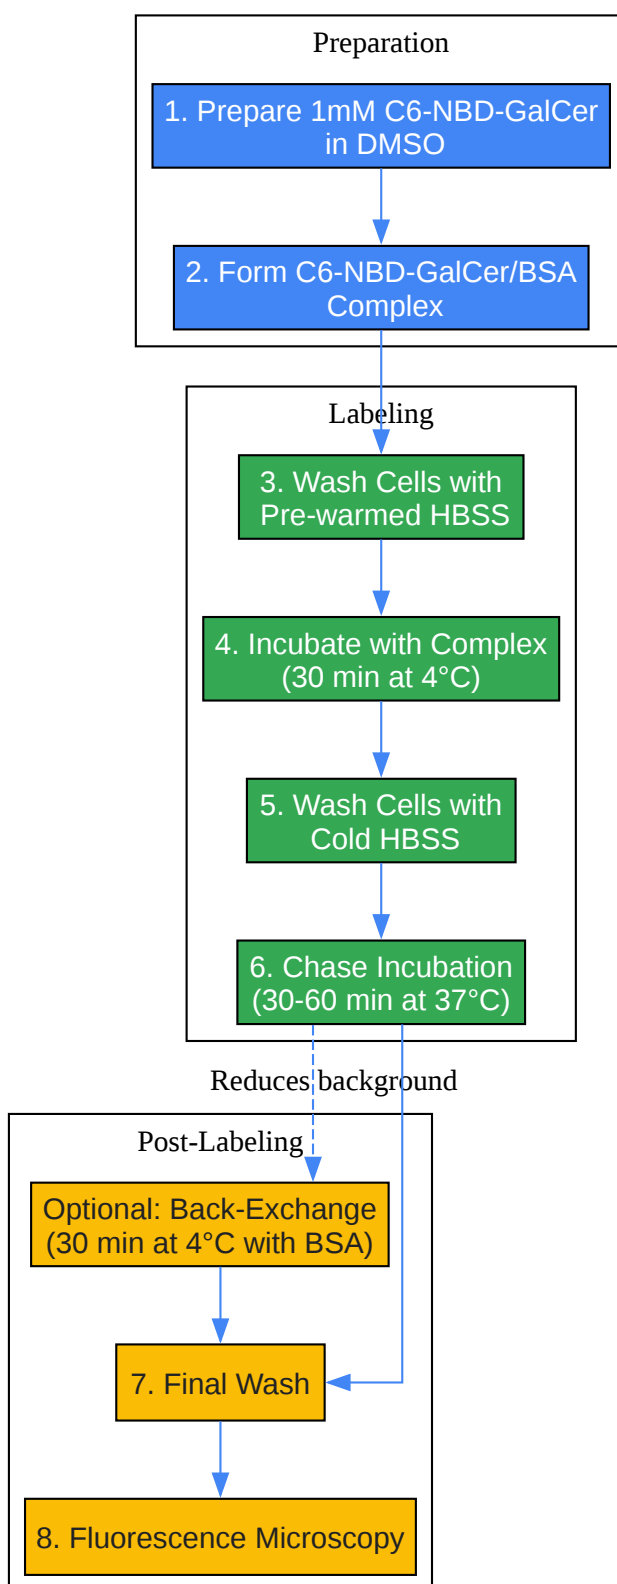 Preparation
1. Prepare 1mM C6-NBD-GalCer
in DMSO
2. Form C6-NBD-GalCer/BSA
Complex
Labeling
3. Wash Cells with
Pre-warmed HBSS
4. Incubate with Complex
(30 min at 4°C)
5. Wash Cells with
Cold HBSS
6. Chase Incubation
(30-60 min at 37°C)
Reduces background
Post-Labeling
Optional: Back-Exchange
(30 min at 4°C with BSA)
7. Final Wash
8. Fluorescence Microscopy